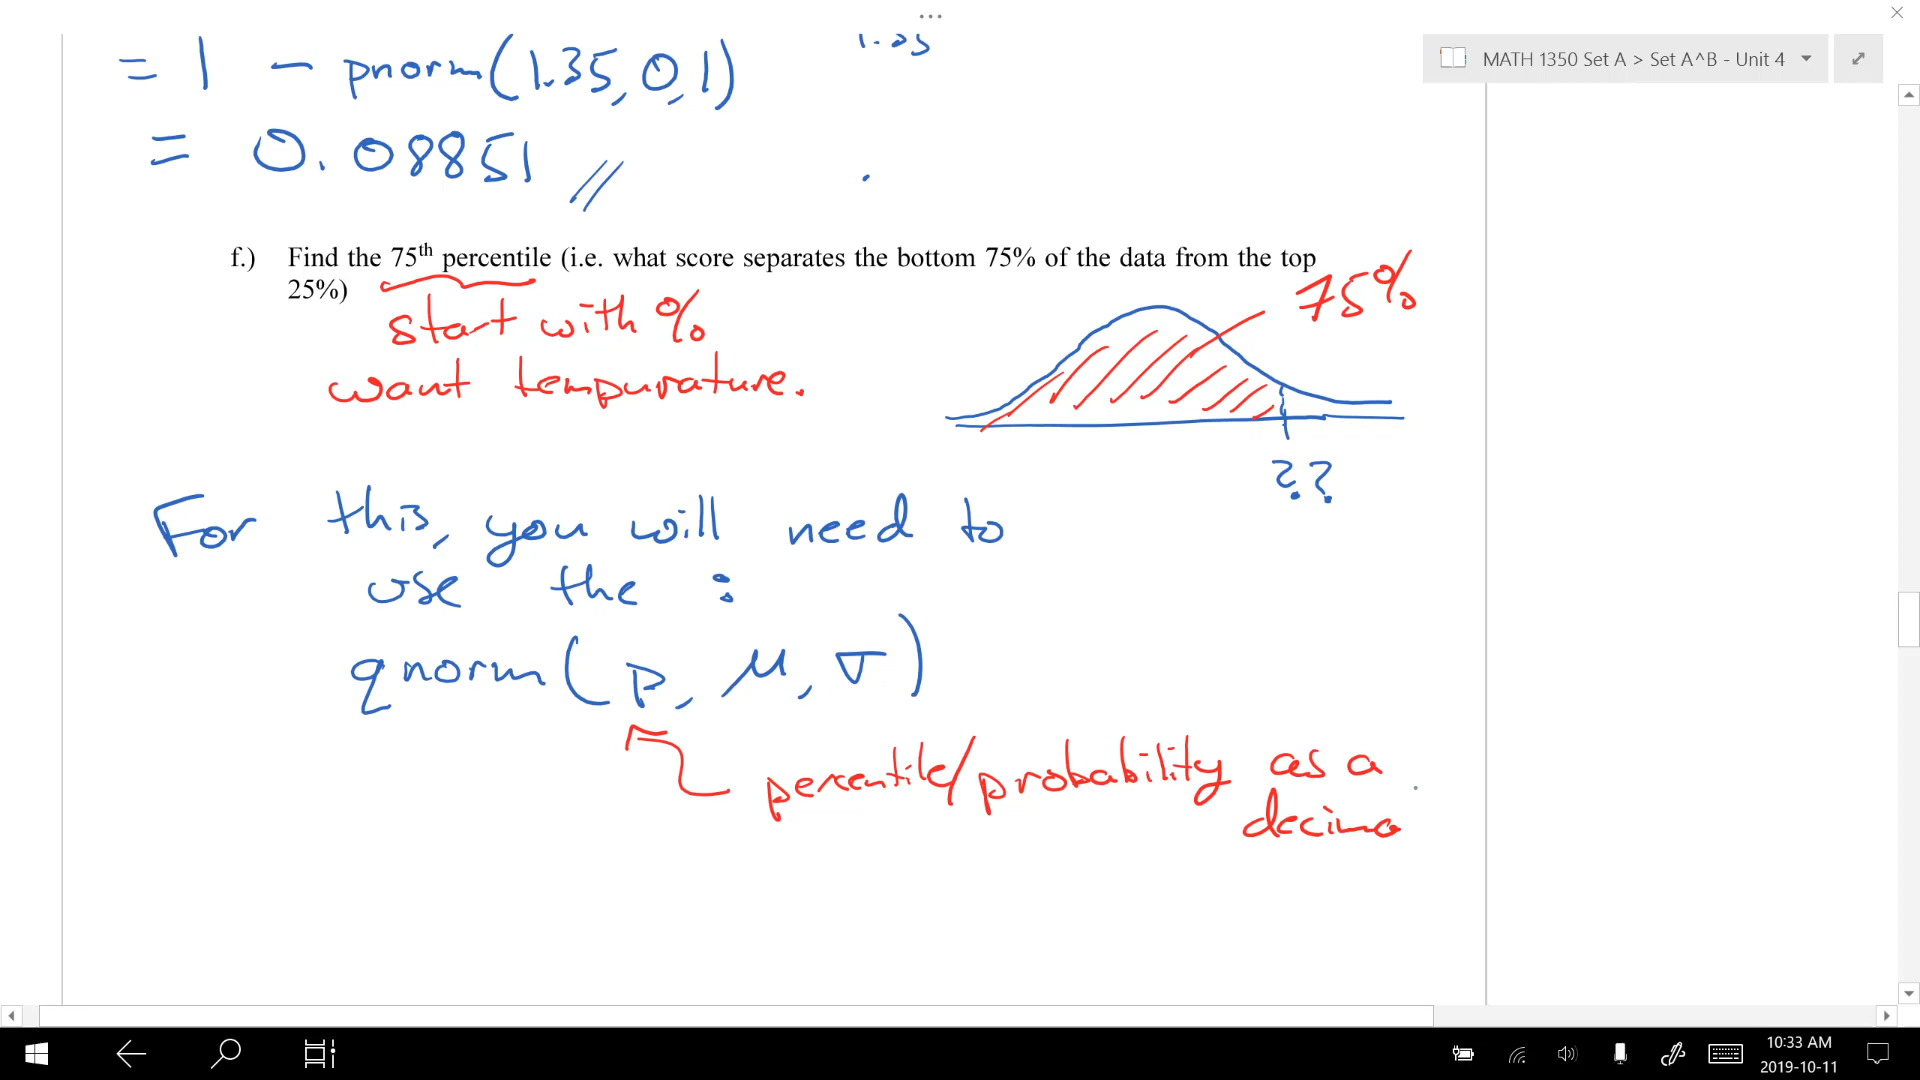 = 1 - pnorm(1.35, 0, 1)
MATH 1350 Set A > Set A^B - Unit 4
= 0.08851 //
f.) Find the 75th percentile (i.e. what score separates the bottom 75% of the data from the top
25%)
75%
start with %
want tempurature.
??
For this, you will need to
use the :
qnorm(p, μ, σ)
percentile/probability as a
decima
10:33 AM
2019-10-11